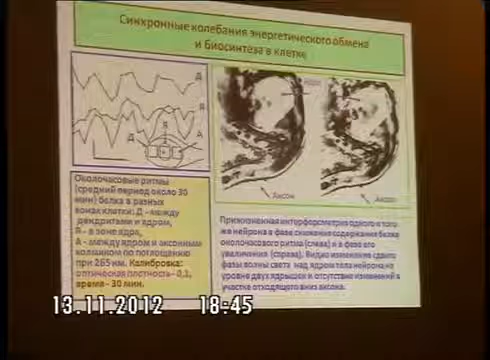 Синхронные колебания энергетического обмена
и биосинтеза в клетке
Д
Я
А
Я
Д
Аксон
Аксон
Околочасовые ритмы
(средний период около 30
мин) белка в разных
зонах клетки: Д - между
дендритами и ядром,
Я - в зоне ядра,
А - между ядром и аксонным
холмиком по поглощению
при 265 нм. Калибровка:
оптическая плотность - 0,1,
время - 30 мин.
Прижизненная интерферометрия одного и того
же нейрона в фазе снижения содержания белка
околочасового ритма (слева) и в фазе его
увеличения (справа). Видно изменение сдвига
фазы волны света над ядром тела нейрона на
уровне двух ядрышек и отсутствие изменений в
участке отходящего вниз аксона.
13.11.2012 18:45